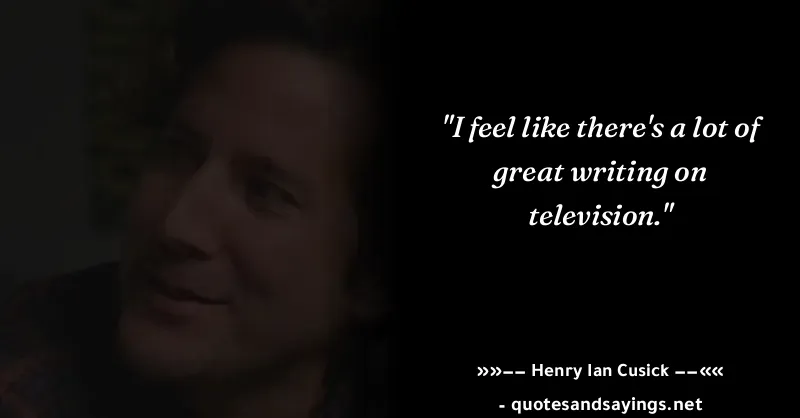 "I feel like there's a lot of
great writing on
television."
»»−− Henry Ian Cusick −−««
- quotesandsayings.net